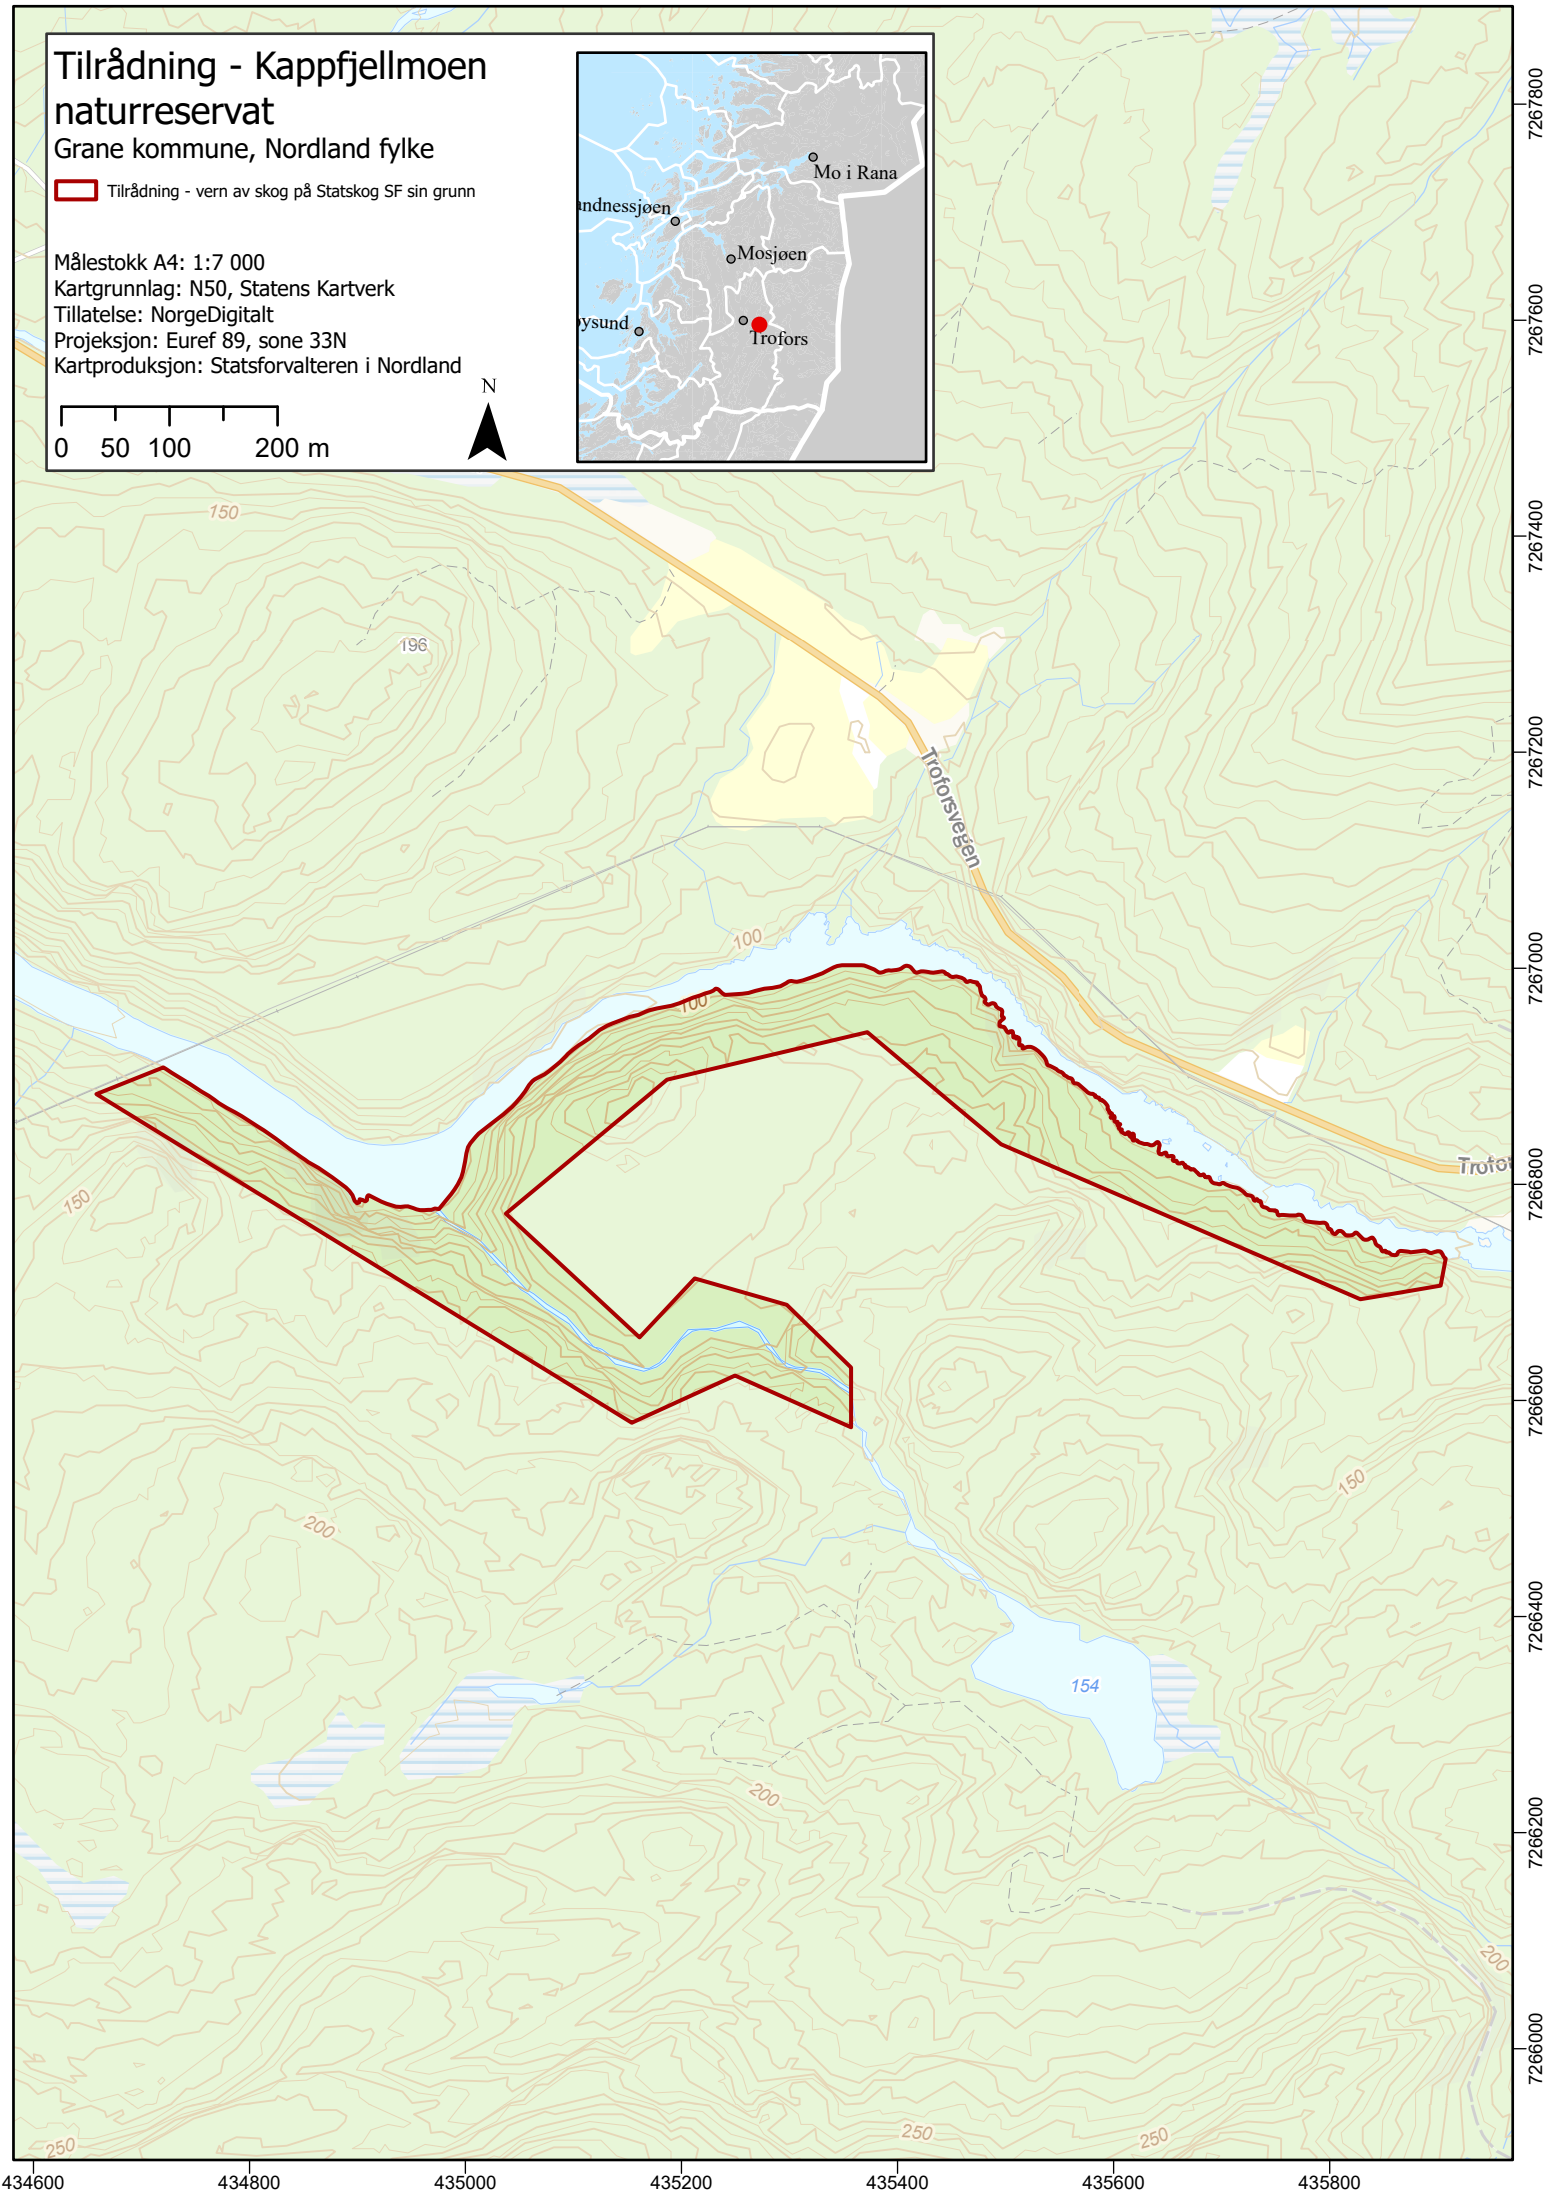 Tilrådning - Kappfjellmoen
naturreservat
Grane kommune, Nordland fylke
Tilrådning - vern av skog på Statskog SF sin grunn
Målestokk A4: 1:7 000
Kartgrunnlag: N50, Statens Kartverk
Tillatelse: NorgeDigitalt
Projeksjon: Euref 89, sone 33N
Kartproduksjon: Statsforvalteren i Nordland
0 50 100 200 m
N
Mo i Rana
andnessjøen
Mosjøen
øysund
Trofors
150
196
Troforsvegen
100
100
150
Trofor
150
200
154
200
200
250
250
250
7267800
7267600
7267400
7267200
7267000
7266800
7266600
7266400
7266200
7266000
434600 434800 435000 435200 435400 435600 435800